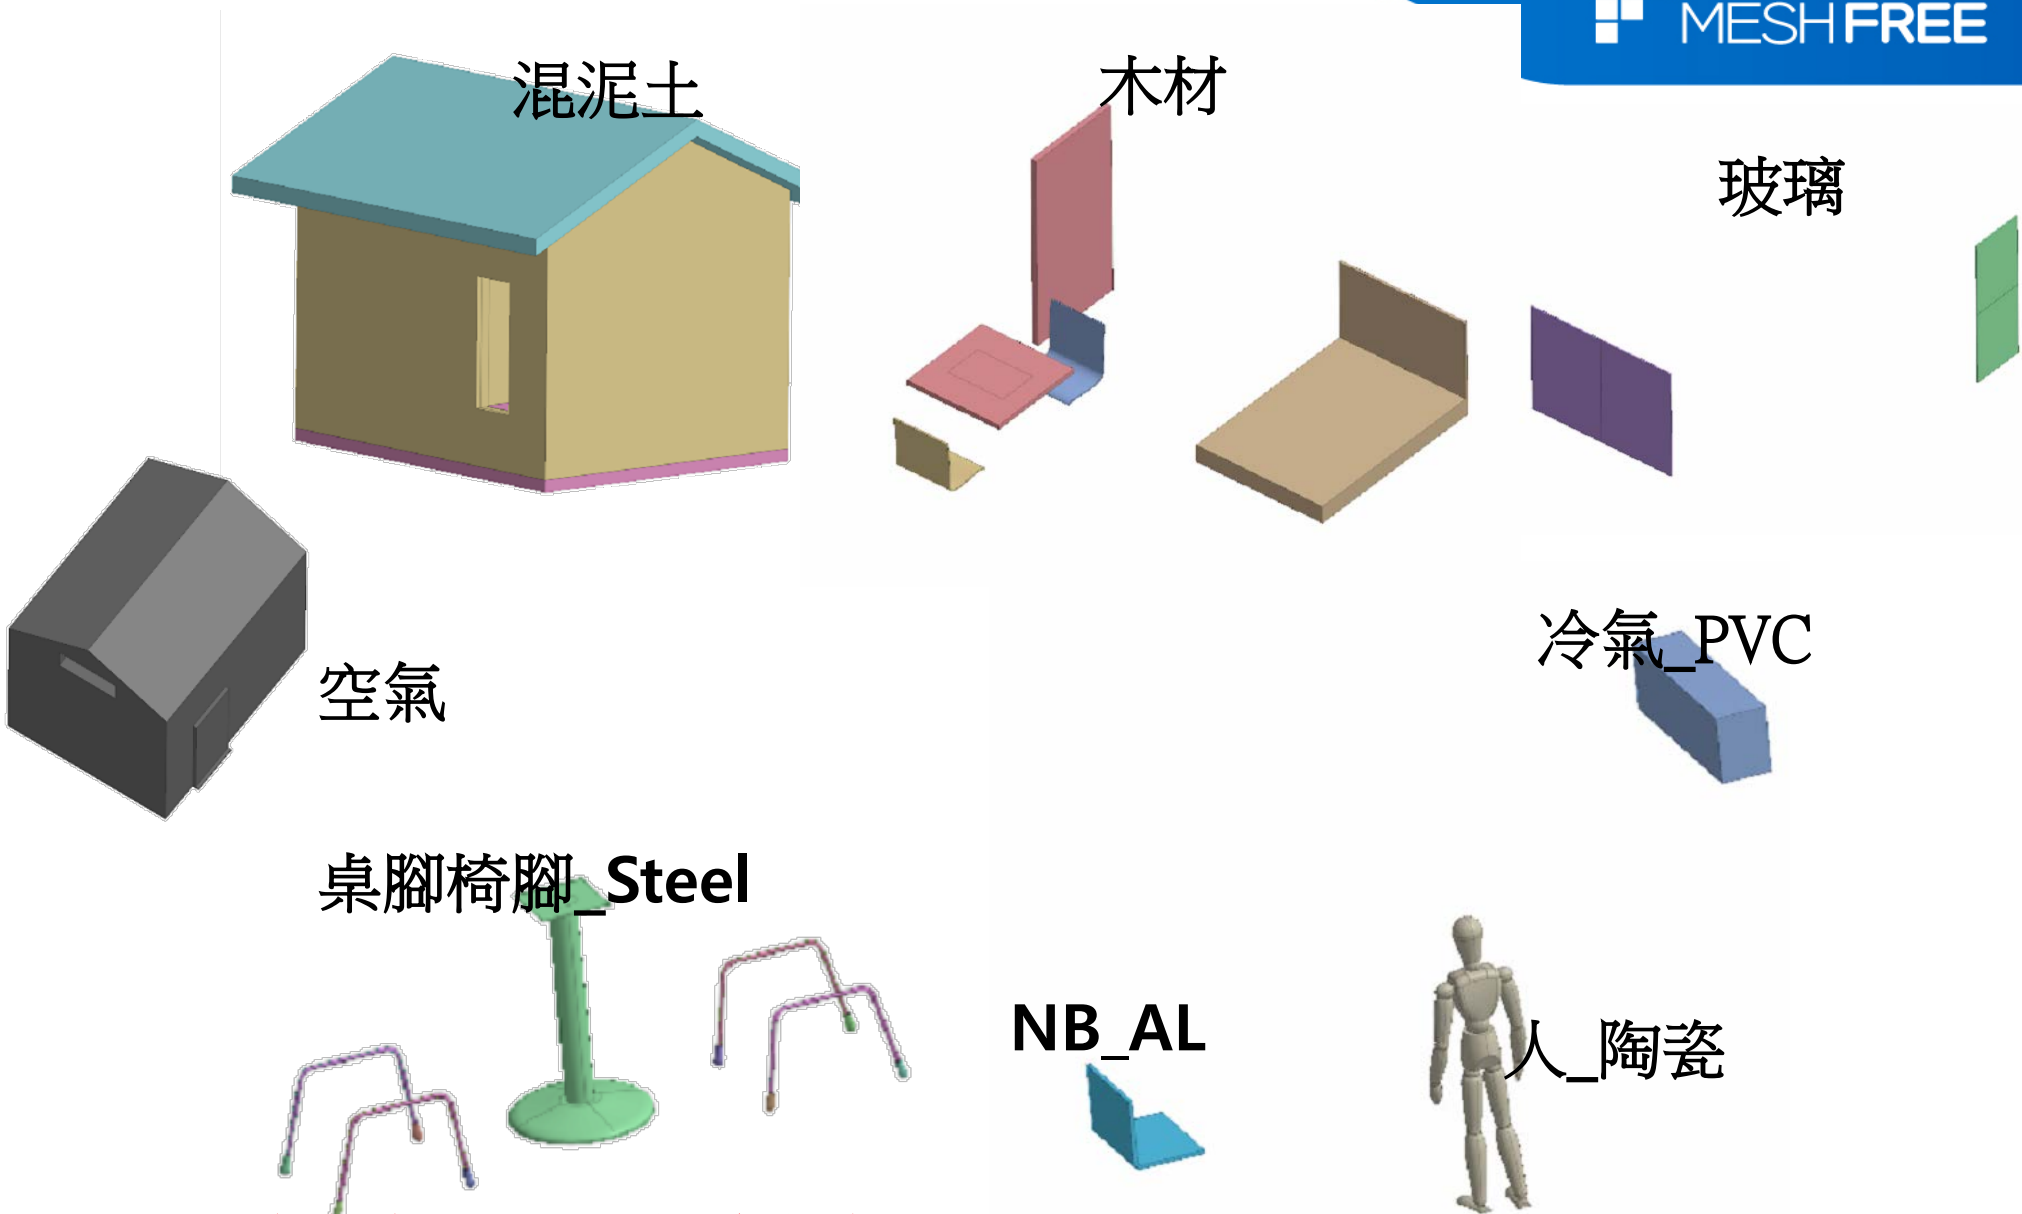 MESHFREE
混泥土
木材
玻璃
冷氣_PVC
空氣
桌腳椅腳_Steel
NB_AL
人_陶瓷